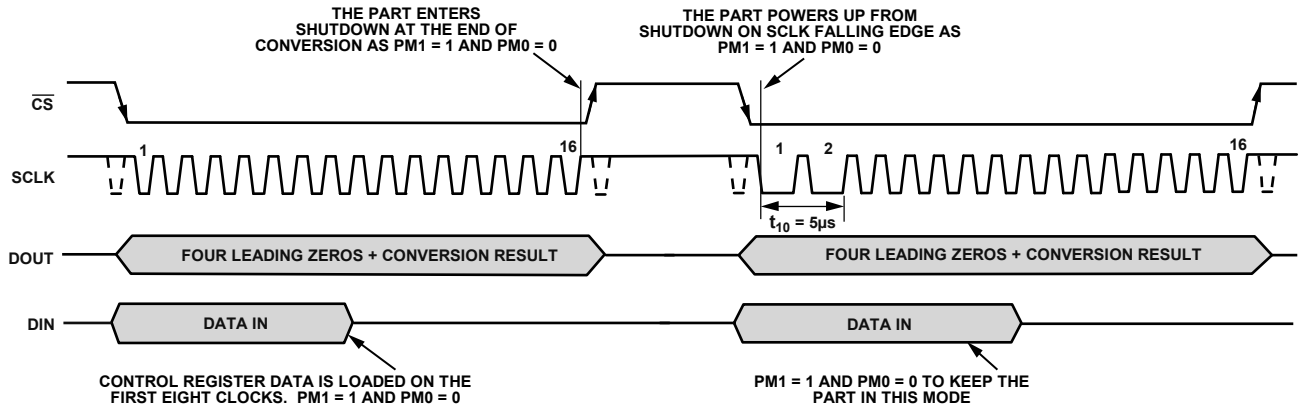 THE PART ENTERS
SHUTDOWN AT THE END OF
CONVERSION AS PM1 = 1 AND PM0 = 0
THE PART POWERS UP FROM
SHUTDOWN ON SCLK FALLING EDGE AS
PM1 = 1 AND PM0 = 0
CS
1
16
1
2
16
SCLK
t10 = 5µs
DOUT
FOUR LEADING ZEROS + CONVERSION RESULT
FOUR LEADING ZEROS + CONVERSION RESULT
DIN
DATA IN
DATA IN
CONTROL REGISTER DATA IS LOADED ON THE
FIRST EIGHT CLOCKS. PM1 = 1 AND PM0 = 0
PM1 = 1 AND PM0 = 0 TO KEEP THE
PART IN THIS MODE